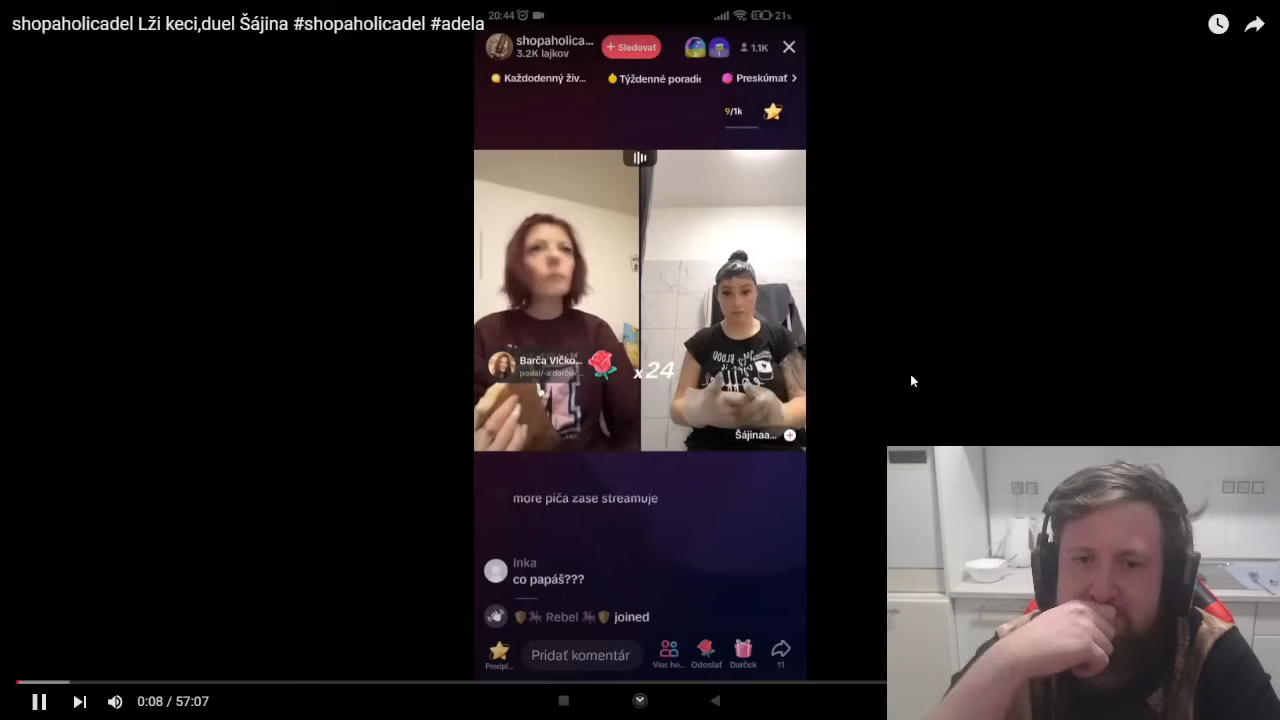 shopaholicadel Lži keci,duel Šájina #shopaholicadel #adela
20:44
21%
shopaholica...
3.2K lajkov
+ Sledovať
1.1K
Každodenný živ...
Týždenné poradie
Preskúmať
9/1k
Barča Vlčko...
poslal/-a darček...
x24
Šájinaa...
more piča zase streamuje
Inka
co papáš???
Rebel joined
Predpl...
Pridať komentár
Viac ho...
Odoslať
Darček
11
0:08 / 57:07